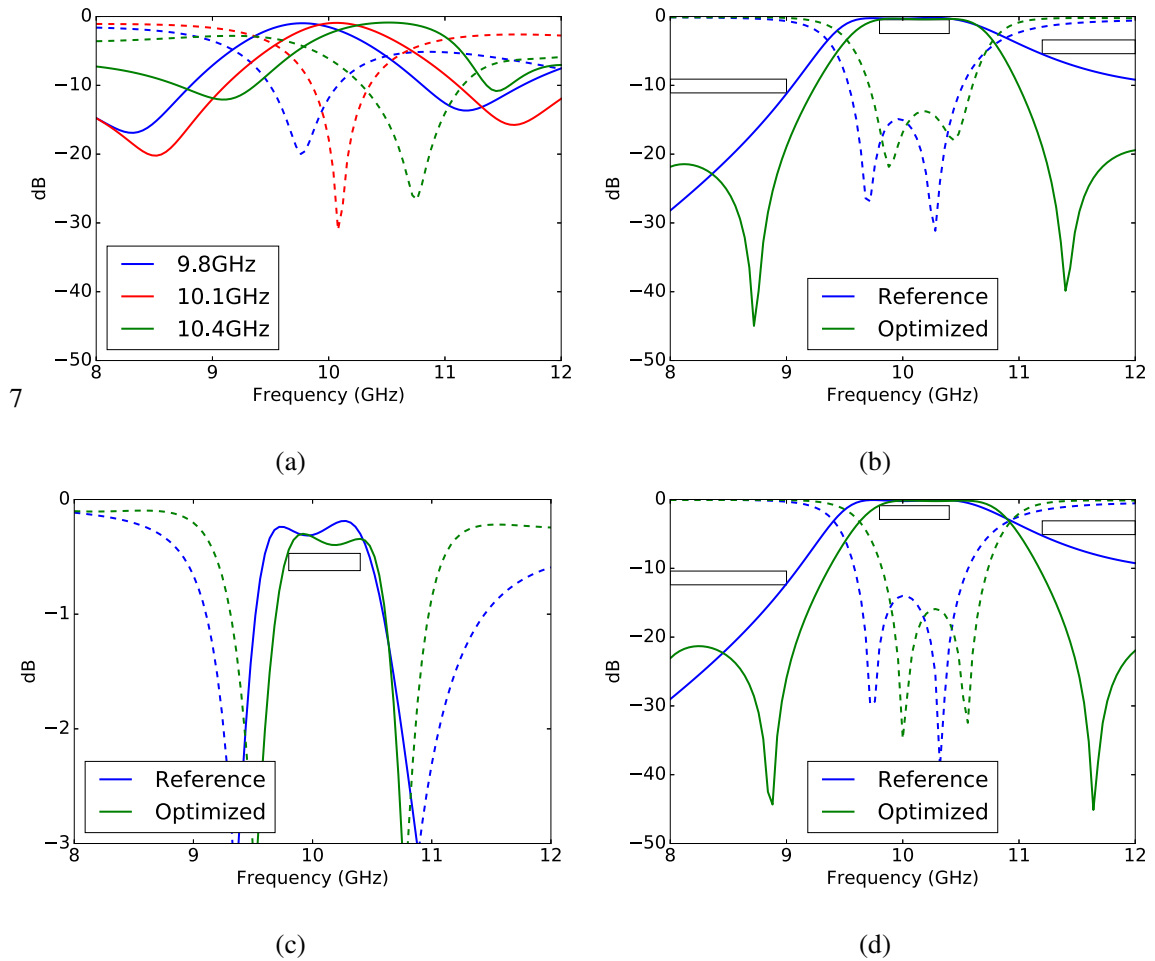 0
−10
−20
−30
−40
−50
dB
8 9 10 11 12
Frequency (GHz)
9.8GHz
10.1GHz
10.4GHz
7
(a)
0
−10
−20
−30
−40
−50
dB
8 9 10 11 12
Frequency (GHz)
Reference
Optimized
(b)
0
−1
−2
−3
dB
8 9 10 11 12
Frequency (GHz)
Reference
Optimized
(c)
0
−10
−20
−30
−40
−50
dB
8 9 10 11 12
Frequency (GHz)
Reference
Optimized
(d)